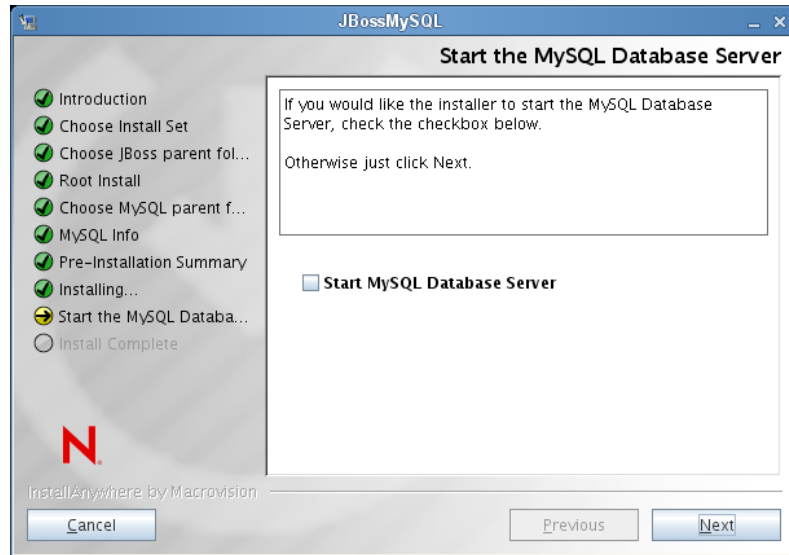 JBossMySQL
Start the MySQL Database Server
Introduction
Choose Install Set
Choose JBoss parent fol...
Root Install
Choose MySQL parent f...
MySQL Info
Pre-Installation Summary
Installing...
Start the MySQL Databa...
Install Complete
If you would like the installer to start the MySQL Database
Server, check the checkbox below.
Otherwise just click Next.
Start MySQL Database Server
N
InstallAnywhere by Macrovision
Cancel
Previous
Next